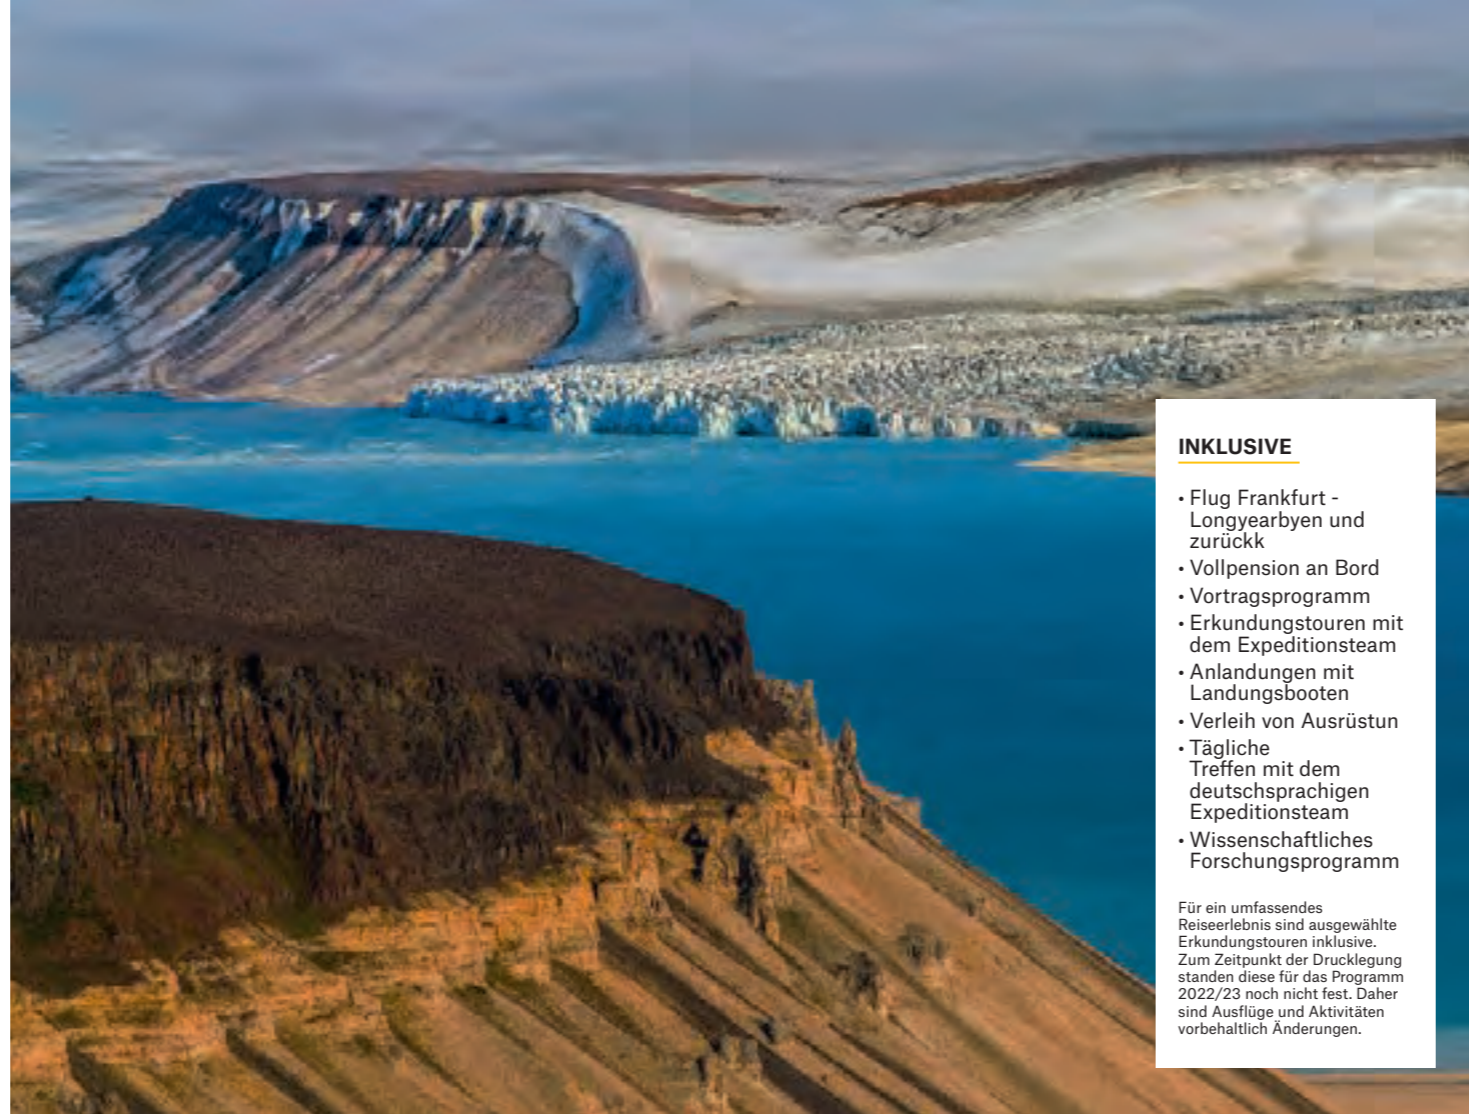 INKLUSIVE
• Flug Frankfurt -
Longyearbyen und
zurückk
• Vollpension an Bord
• Vortragsprogramm
• Erkundungstouren mit
dem Expeditionsteam
• Anlandungen mit
Landungsbooten
• Verleih von Ausrüstun
• Tägliche
Treffen mit dem
deutschsprachigen
Expeditionsteam
• Wissenschaftliches
Forschungsprogramm
Für ein umfassendes
Reiseerlebnis sind ausgewählte
Erkundungstouren inklusive.
Zum Zeitpunkt der Drucklegung
standen diese für das Programm
2022/23 noch nicht fest. Daher
sind Ausflüge und Aktivitäten
vorbehaltlich Änderungen.